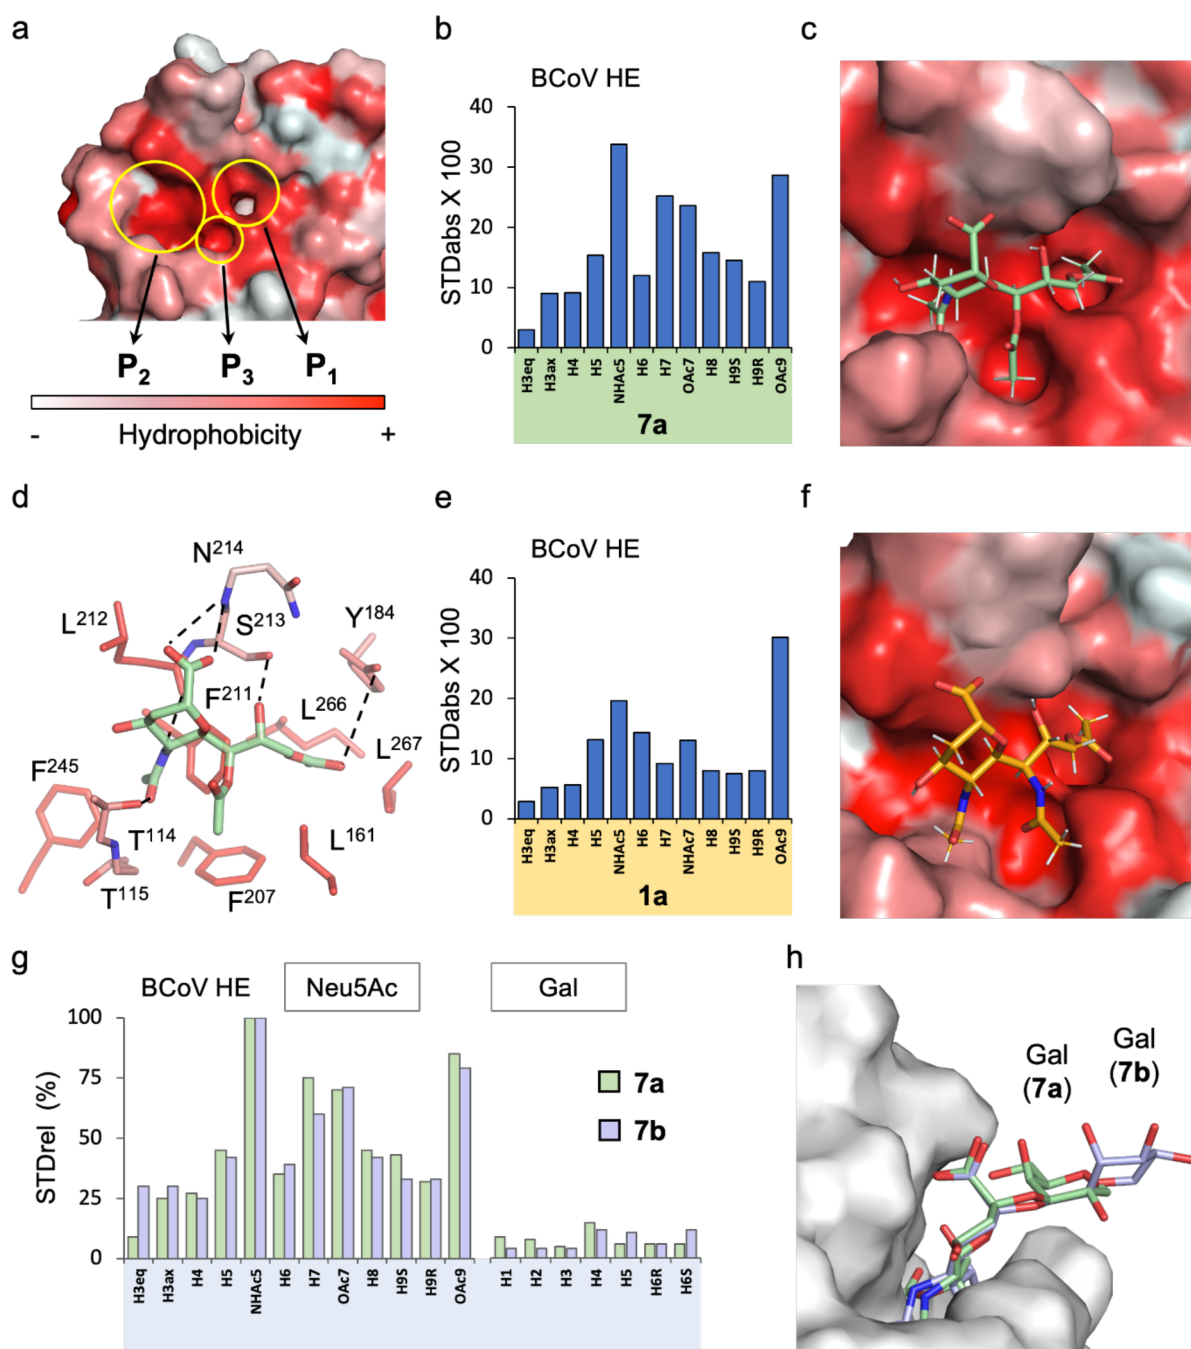 a
P2 P3 P1
- Hydrophobicity +
b
BCoV HE
STDabs X 100
40
30
20
10
0
H3eq H3ax H4 H5 NHAc5 H6 H7 OAc7 H8 H9S H9R OAc9
7a
c
d
N214
L212
S213
Y184
F211
L266
L267
F245
T114
L161
T115
F207
e
BCoV HE
STDabs X 100
40
30
20
10
0
H3eq H3ax H4 H5 NHAc5 H6 H7 NHAc7 H8 H9S H9R OAc9
1a
f
g
BCoV HE Neu5Ac Gal
STDrel (%)
100
75
50
25
0
7a
7b
H3eq H3ax H4 H5 NHAc5 H6 H7 OAc7 H8 H9S H9R OAc9 H1 H2 H3 H4 H5 H6R H6S
h
Gal
(7a)
Gal
(7b)